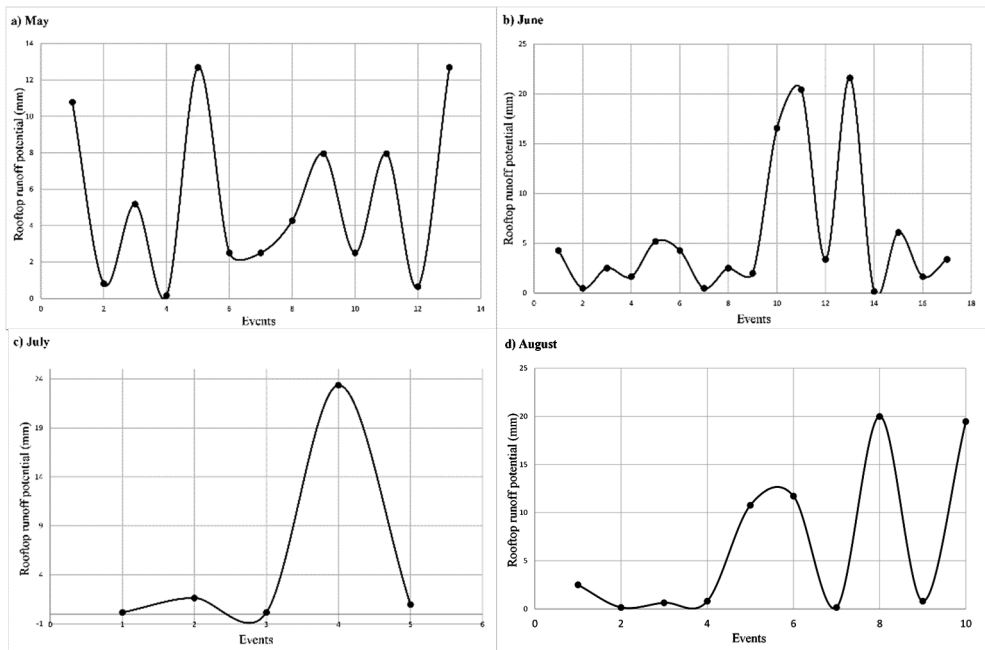 a) May
14
12
10
8
6
4
2
0
Rooftop runoff potential (mm)
0 2 4 6 8 10 12 14
Events
b) June
25
20
15
10
5
0
Rooftop runoff potential (mm)
0 2 4 6 8 10 12 14 16 18
Events
c) July
24
19
14
9
4
-1
Rooftop runoff potential (mm)
0 1 2 3 4 5 6
Events
d) August
25
20
15
10
5
0
Rooftop runoff potential (mm)
0 2 4 6 8 10
Events